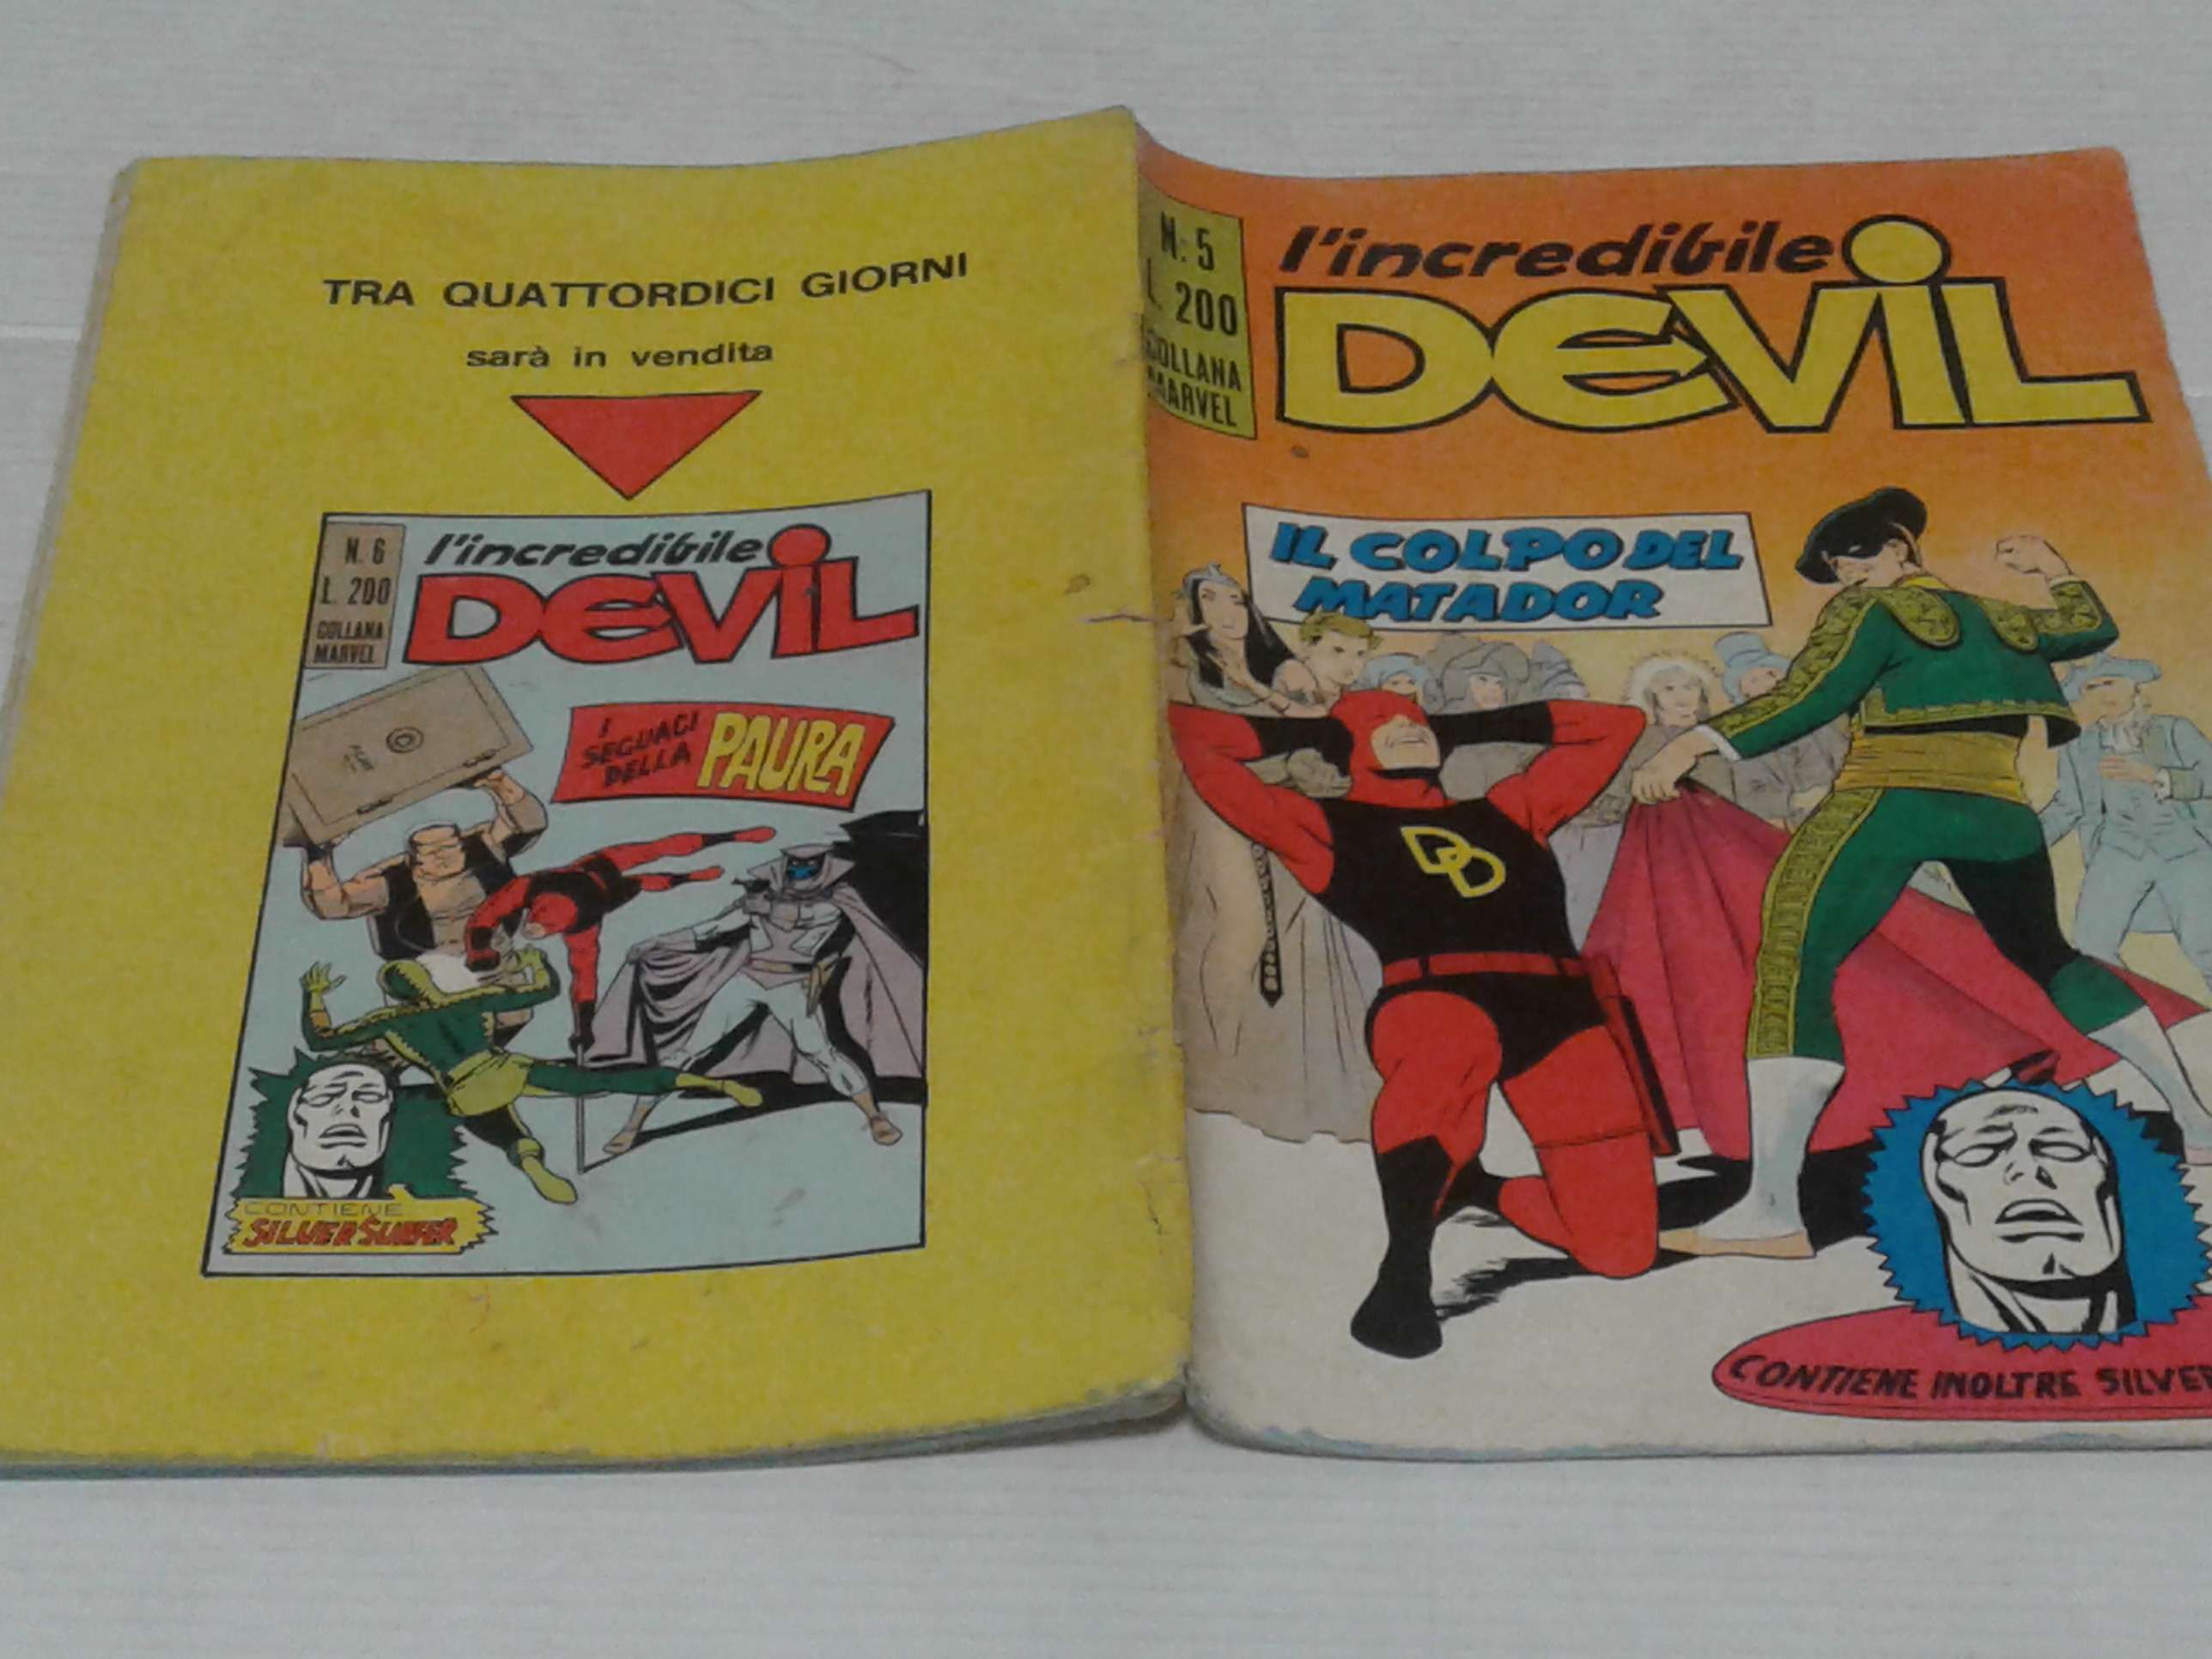 TRA QUATTORDICI GIORNI
sarà in vendita
N. 6
L. 200
COLLANA
MARVEL
l'incredibile
DEVIL
I
SEGUACI
DELLA
PAURA
CONTIENE
SILVER SURFER
N. 5
L. 200
COLLANA
MARVEL
l'incredibile
DEVIL
IL COLPO DEL
MATADOR
DD
CONTIENE INOLTRE SILVER